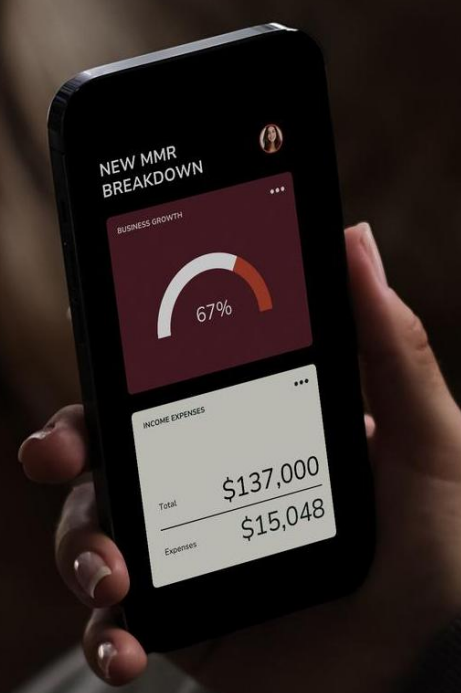 NEW MMR
BREAKDOWN
BUSINESS GROWTH
67%
INCOME EXPENSES
Total $137,000
Expenses $15,048